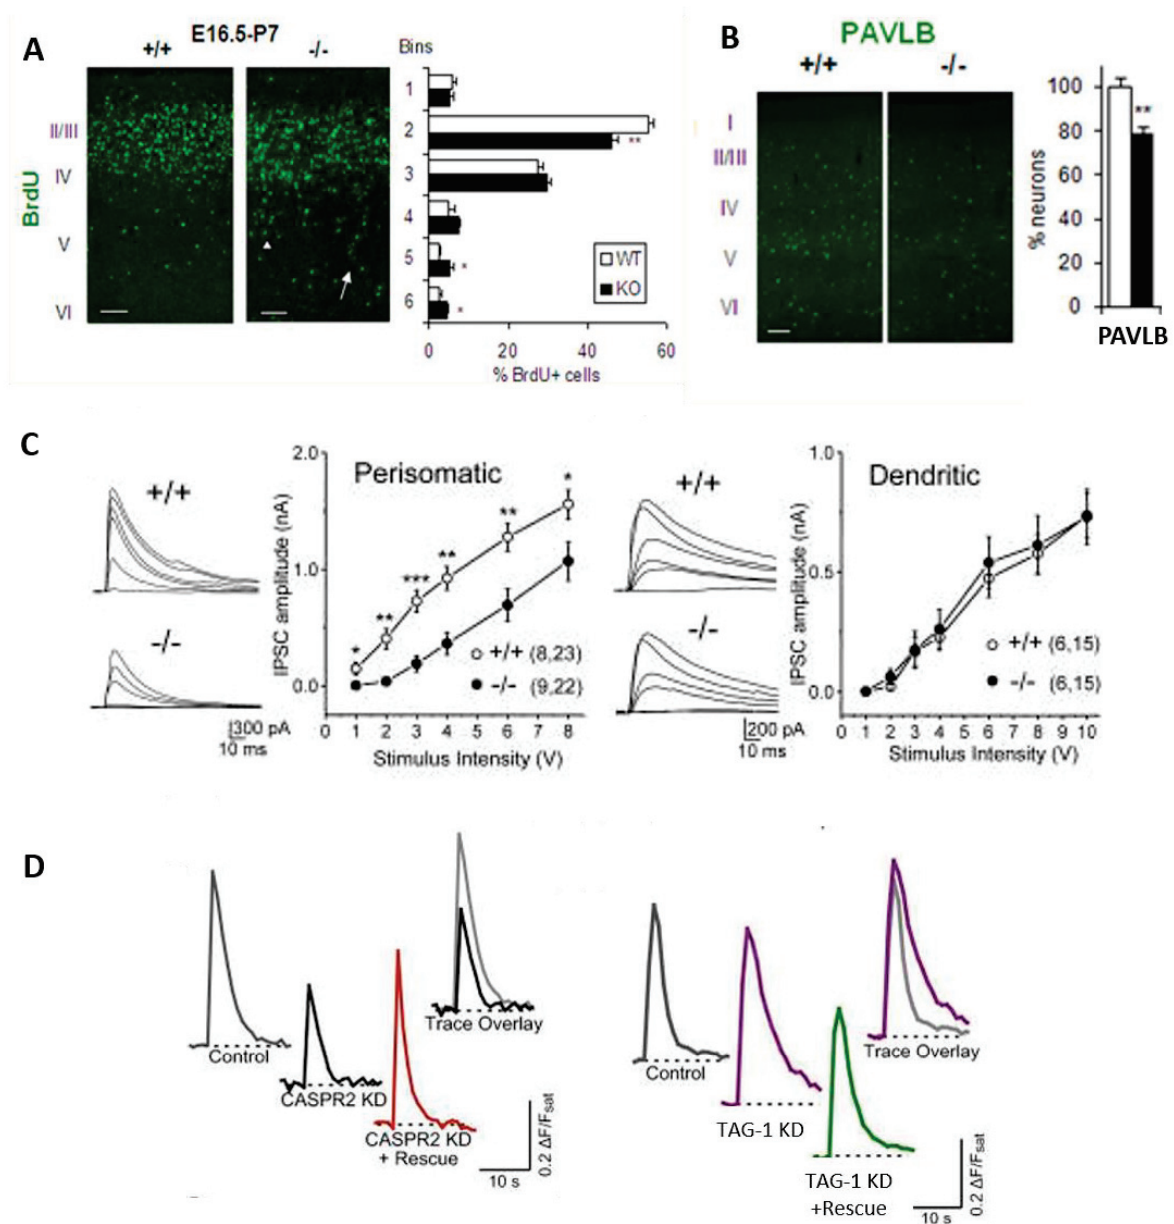 A
E16.5-P7
+/+
-/-
Bins
BrdU
II/III
IV
V
VI
1
2
**
3
4
5
*
6
*
WT
KO
0
20
40
60
% BrdU+ cells
B
PAVLB
+/+
-/-
I
II/III
IV
V
VI
% neurons
100
80
60
40
20
0
**
PAVLB
C
+/+
-/-
300 pA
10 ms
IPSC amplitude (nA)
2.0
1.0
0.0
Perisomatic
*
**
***
**
**
*
+/+ (8,23)
-/- (9,22)
0 1 2 3 4 5 6 7 8
Stimulus Intensity (V)
+/+
-/-
200 pA
10 ms
IPSC amplitude (nA)
1.0
0.5
0.0
Dendritic
+/+ (6,15)
-/- (6,15)
0 1 2 3 4 5 6 7 8 9 10
Stimulus Intensity (V)
D
Control
CASPR2 KD
CASPR2 KD
+ Rescue
Trace Overlay
0.2 ΔF/Fsat
10 s
Control
TAG-1 KD
TAG-1 KD
+Rescue
Trace Overlay
0.2 ΔF/Fsat
10 s